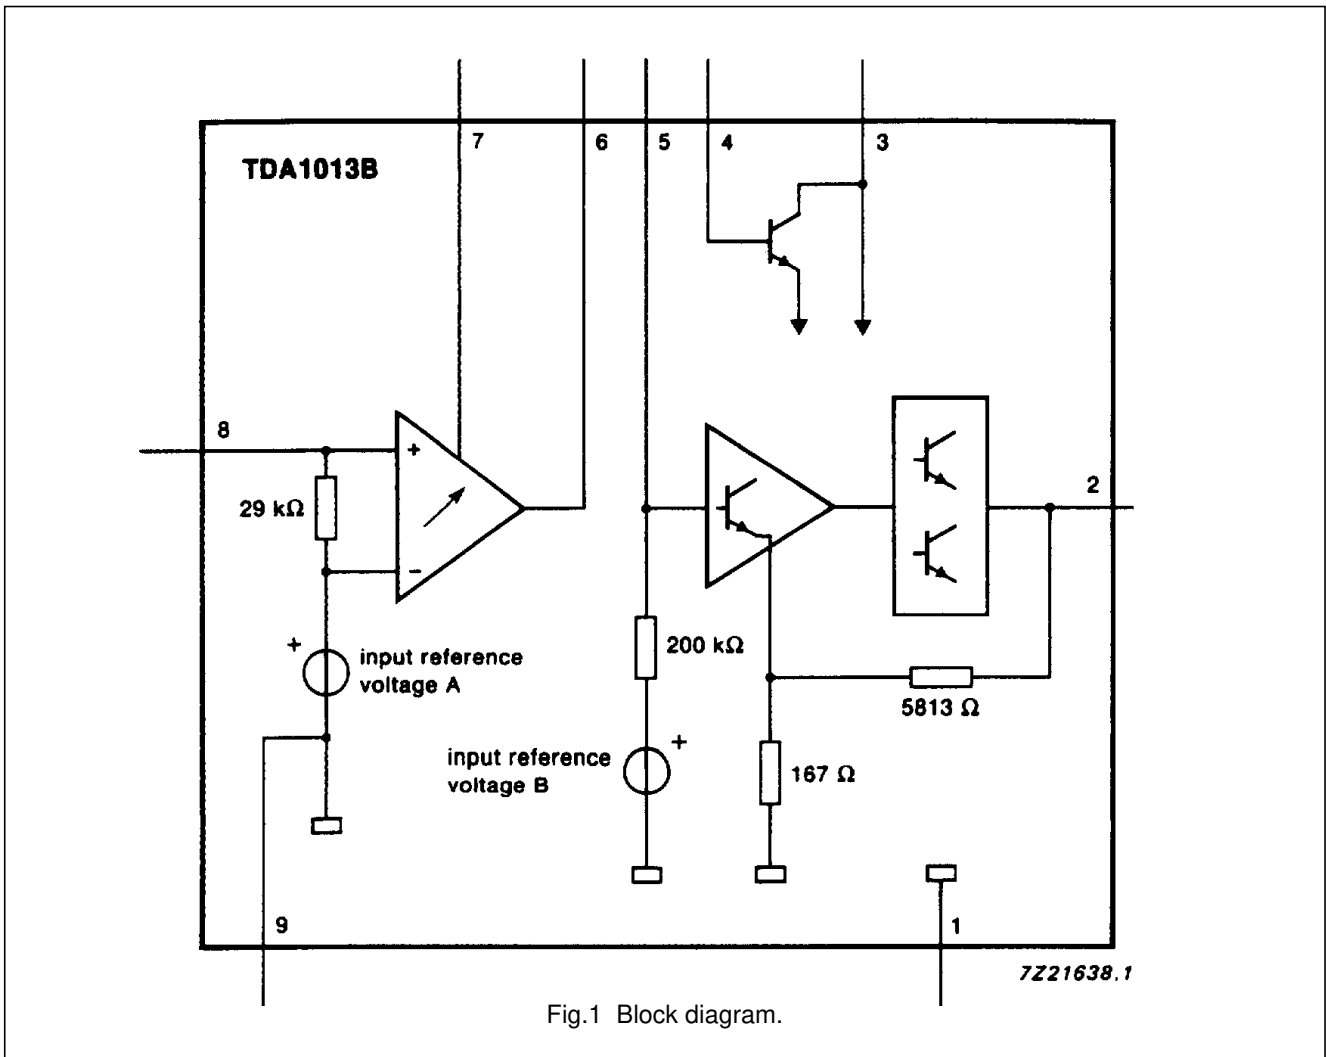 7
6
5
4
3
TDA1013B
8
+
29 kΩ
2
−
+
input reference
voltage A
200 kΩ
5813 Ω
+
input reference
voltage B
167 Ω
9
1
7Z21638.1
Fig.1 Block diagram.